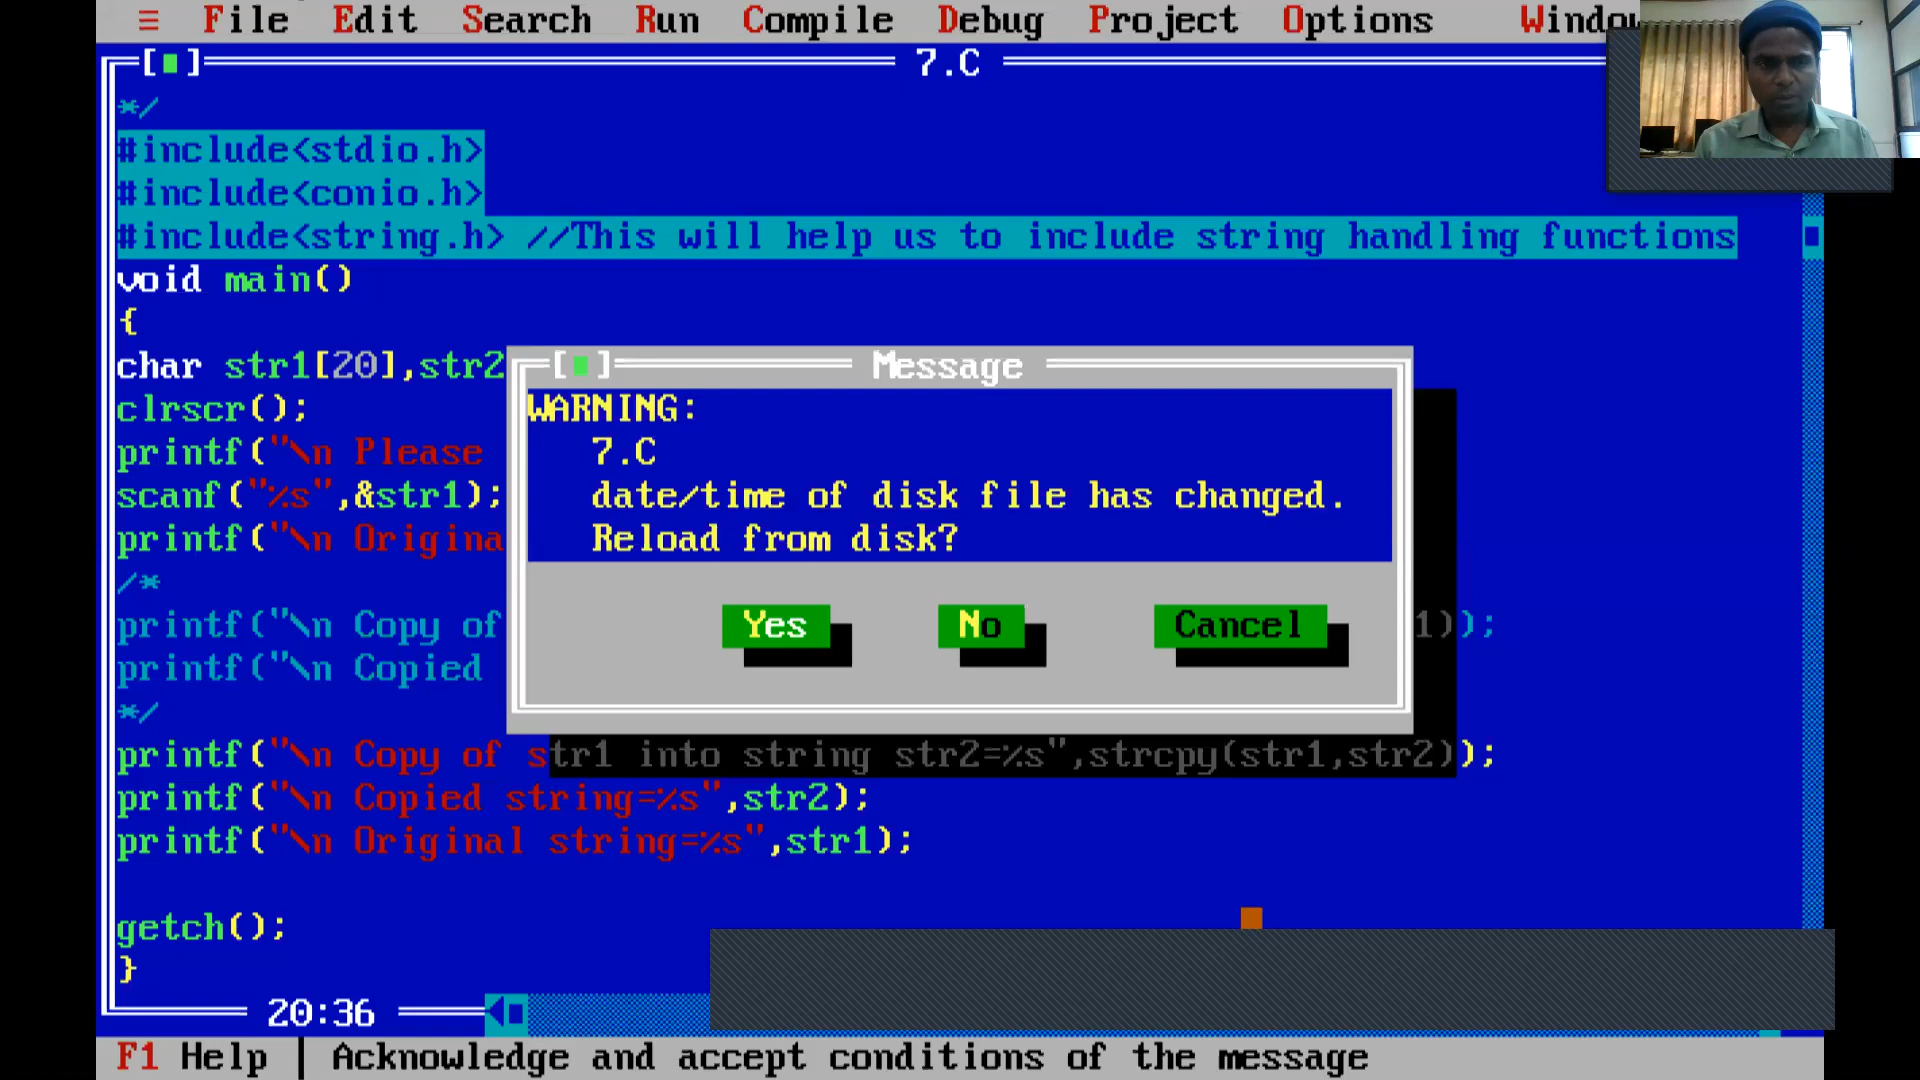 ≡ File Edit Search Run Compile Debug Project Options Window
[■] 7.C
*/
#include<stdio.h>
#include<conio.h>
#include<string.h> //This will help us to include string handling functions
void main()
{
char str1[20],str2
clrscr();
printf("\n Please
scanf("%s",&str1);
printf("\n Origina
/*
printf("\n Copy of 1));
printf("\n Copied
*/
printf("\n Copy of str1 into string str2=%s",strcpy(str1,str2));
printf("\n Copied string=%s",str2);
printf("\n Original string=%s",str1);
getch();
}
[■] Message
WARNING:
7.C
date/time of disk file has changed.
Reload from disk?
Yes No Cancel
20:36
F1 Help | Acknowledge and accept conditions of the message